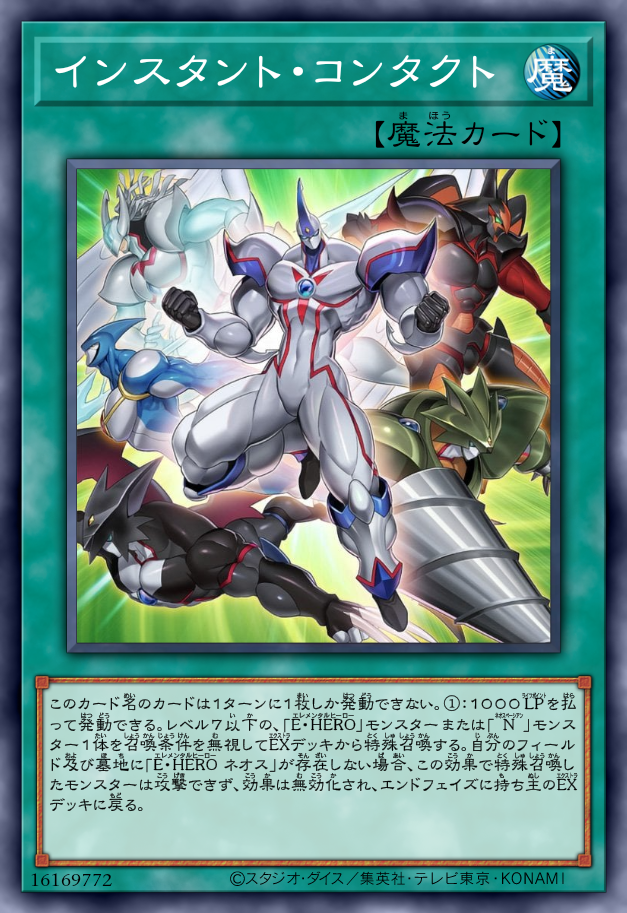 インスタント・コンタクト
魔
【魔法カード】
このカード名のカードは1ターンに1枚しか発動できない。①:1000LPを払
って発動できる。レベル7以下の、「E・HERO」モンスターまたは「N」モン
スター1体を召喚条件を無視してEXデッキから特殊召喚する。自分のフィール
ド及び墓地に「E・HERO ネオス」が存在しない場合、この効果で特殊召喚し
たモンスターは攻撃できず、効果は無効化され、エンドフェイズに持ち主のEX
デッキに戻る。
16169772
©スタジオ・ダイス/集英社・テレビ東京・KONAMI